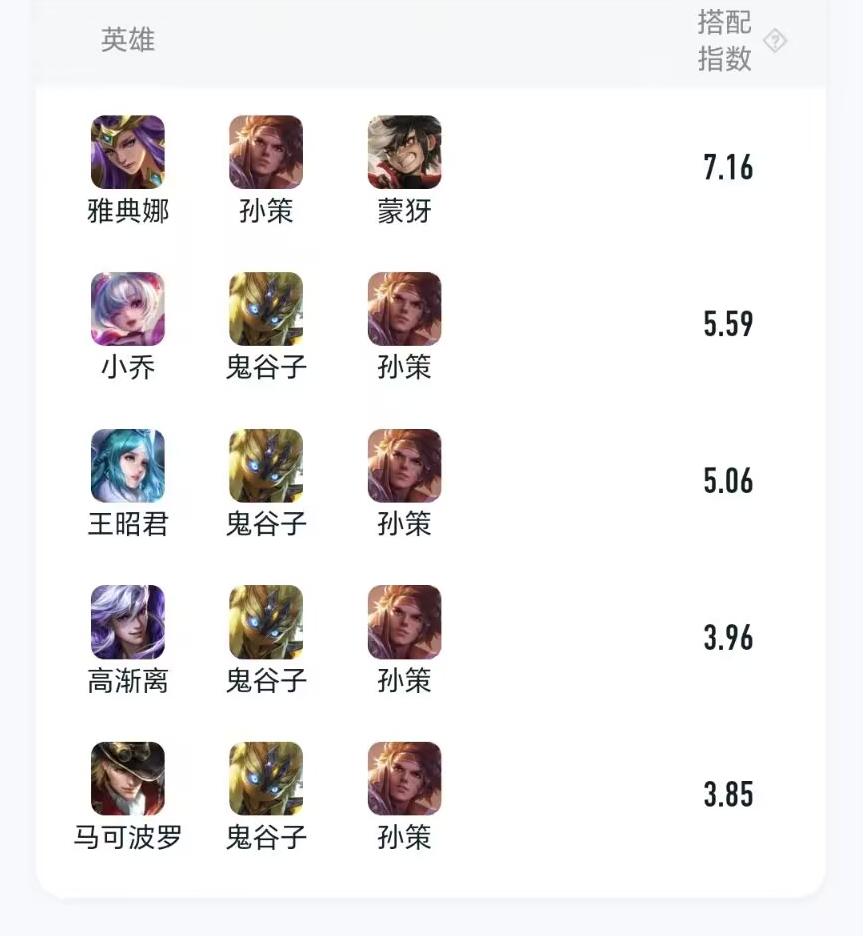 英雄
搭配
指数
雅典娜 孙策 蒙犽 7.16
小乔 鬼谷子 孙策 5.59
王昭君 鬼谷子 孙策 5.06
高渐离 鬼谷子 孙策 3.96
马可波罗 鬼谷子 孙策 3.85